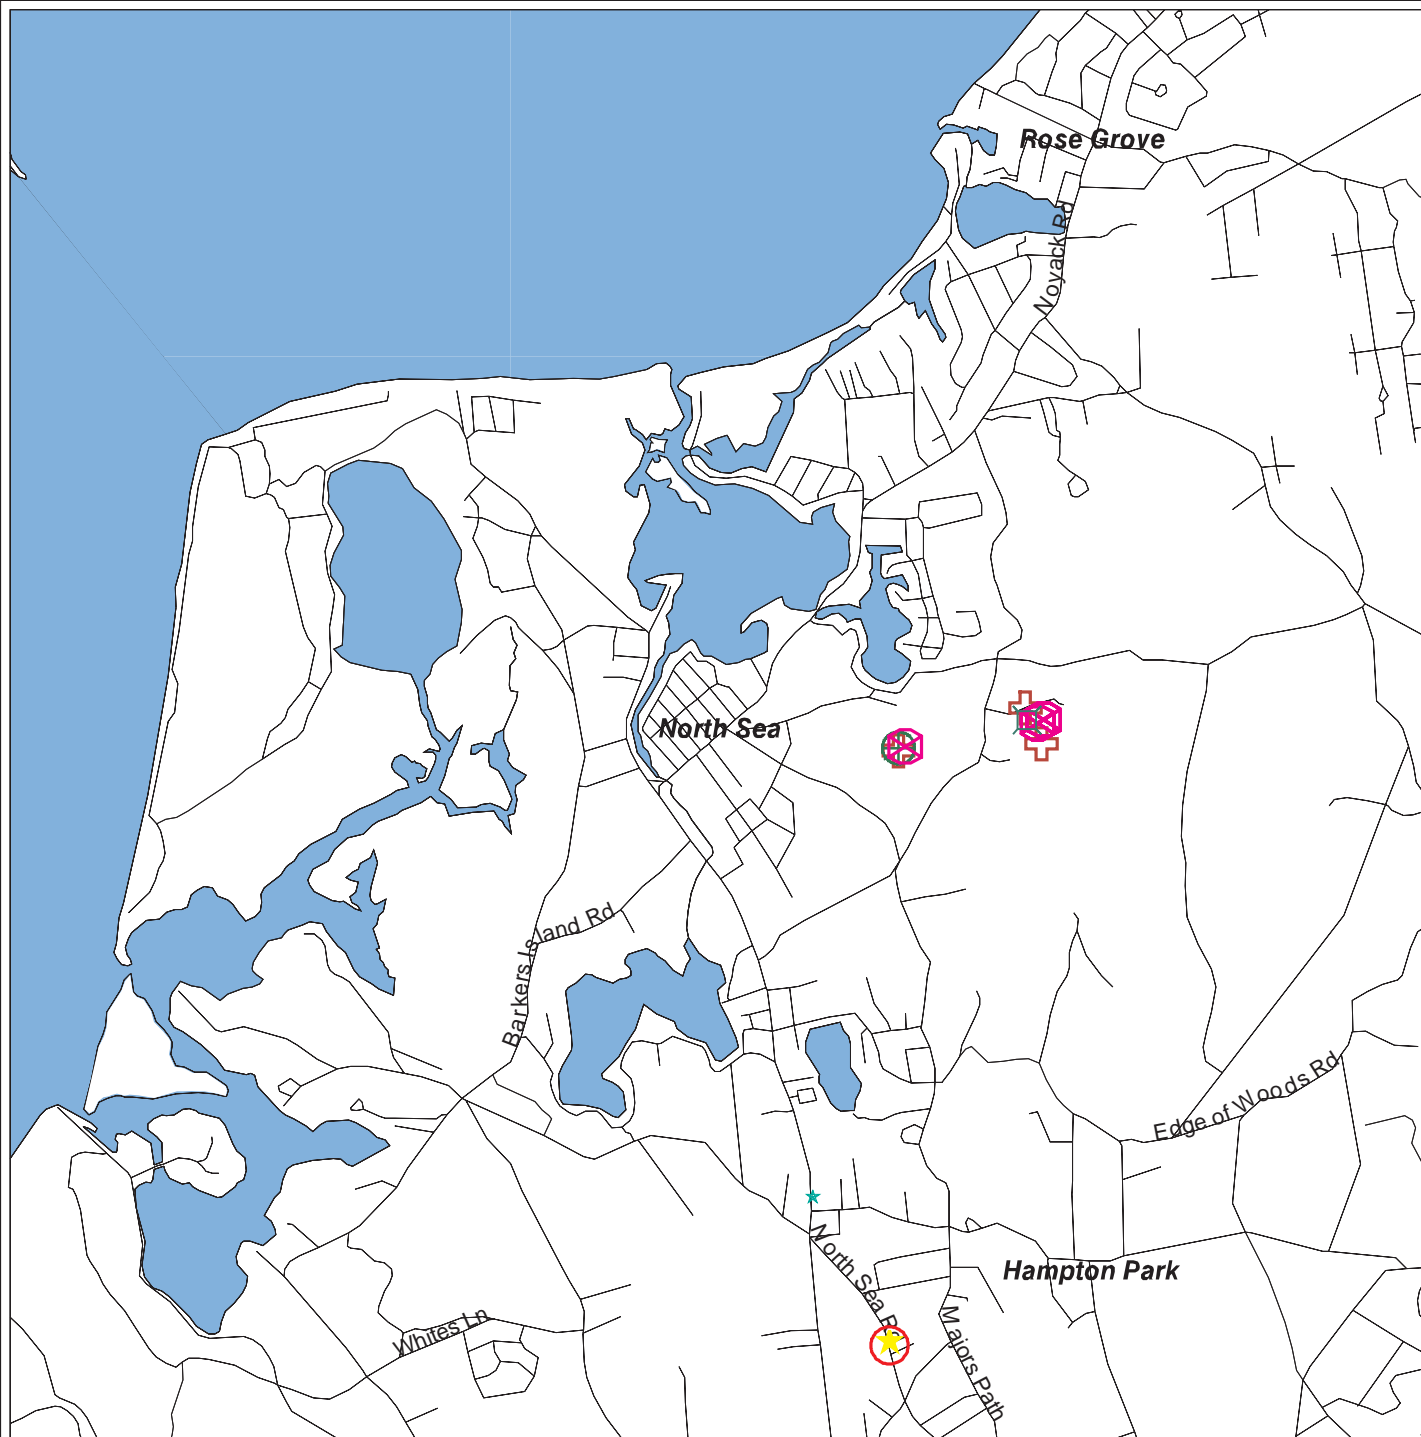 Rose Grove
Noyack Rd
North Sea
Barkers Island Rd
Edge of Woods Rd
North Sea Rd
Hampton Park
Whites Ln
Majors Path